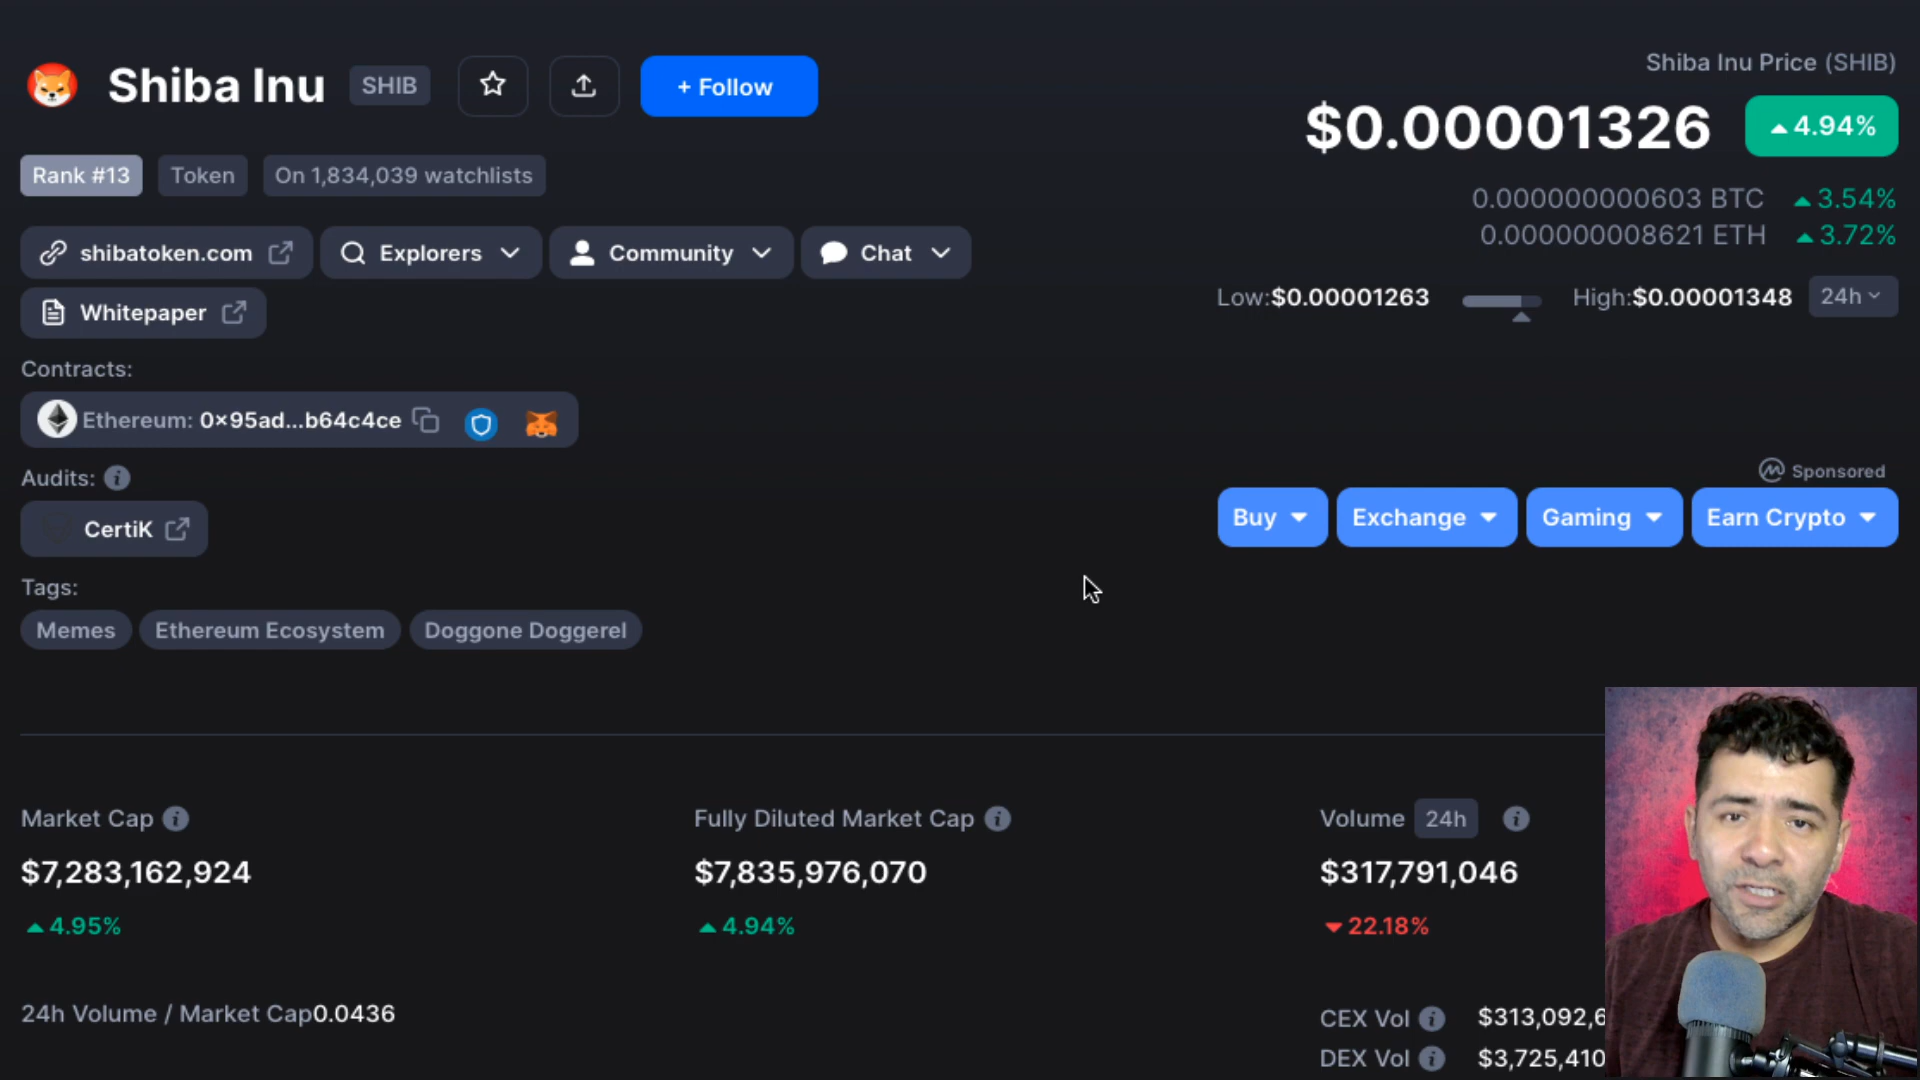 Shiba Inu SHIB + Follow
Rank #13 Token On 1,834,039 watchlists
shibatoken.com Explorers Community Chat
Whitepaper
Contracts:
Ethereum: 0×95ad...b64c4ce
Audits:
CertiK
Tags:
Memes Ethereum Ecosystem Doggone Doggerel
Shiba Inu Price (SHIB)
$0.00001326 4.94%
0.000000000603 BTC 3.54%
0.000000008621 ETH 3.72%
Low:$0.00001263 High:$0.00001348 24h
Sponsored
Buy Exchange Gaming Earn Crypto
Market Cap
$7,283,162,924
4.95%
24h Volume / Market Cap0.0436
Fully Diluted Market Cap
$7,835,976,070
4.94%
Volume 24h
$317,791,046
22.18%
CEX Vol $313,092,6
DEX Vol $3,725,410